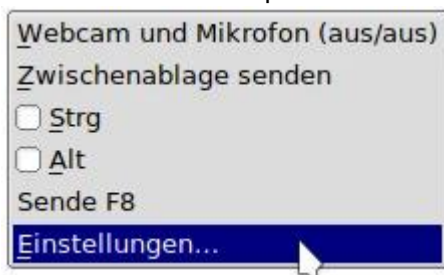 Webcam und Mikrofon (aus/aus)
Zwischenablage senden
Strg
Alt
Sende F8
Einstellungen...